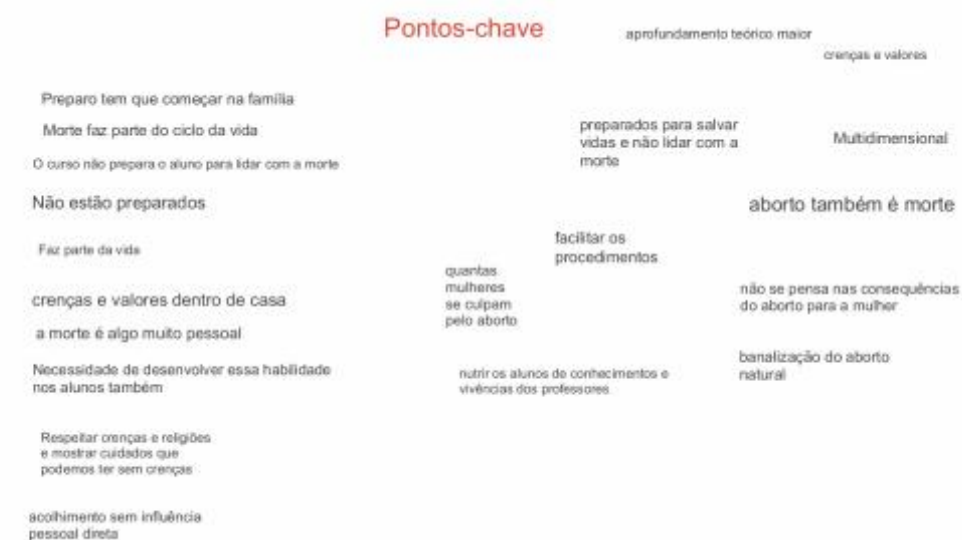 Pontos-chave
aprofundamento teórico maior
crenças e valores
Preparo tem que começar na família
Morte faz parte do ciclo da vida
O curso não prepara o aluno para lidar com a morte
Não estão preparados
Faz parte da vida
crenças e valores dentro de casa
a morte é algo muito pessoal
Necessidade de desenvolver essa habilidade
nos alunos também
Respeitar crenças e religiões
e mostrar cuidados que
podemos ter sem crenças
acolhimento sem influência
pessoal direta
preparados para salvar
vidas e não lidar com a
morte
facilitar os
procedimentos
quantas
mulheres
se culpam
pelo aborto
nutrir os alunos de conhecimentos e
vivências dos professores
Multidimensional
aborto também é morte
não se pensa nas consequências
do aborto para a mulher
banalização do aborto
natural